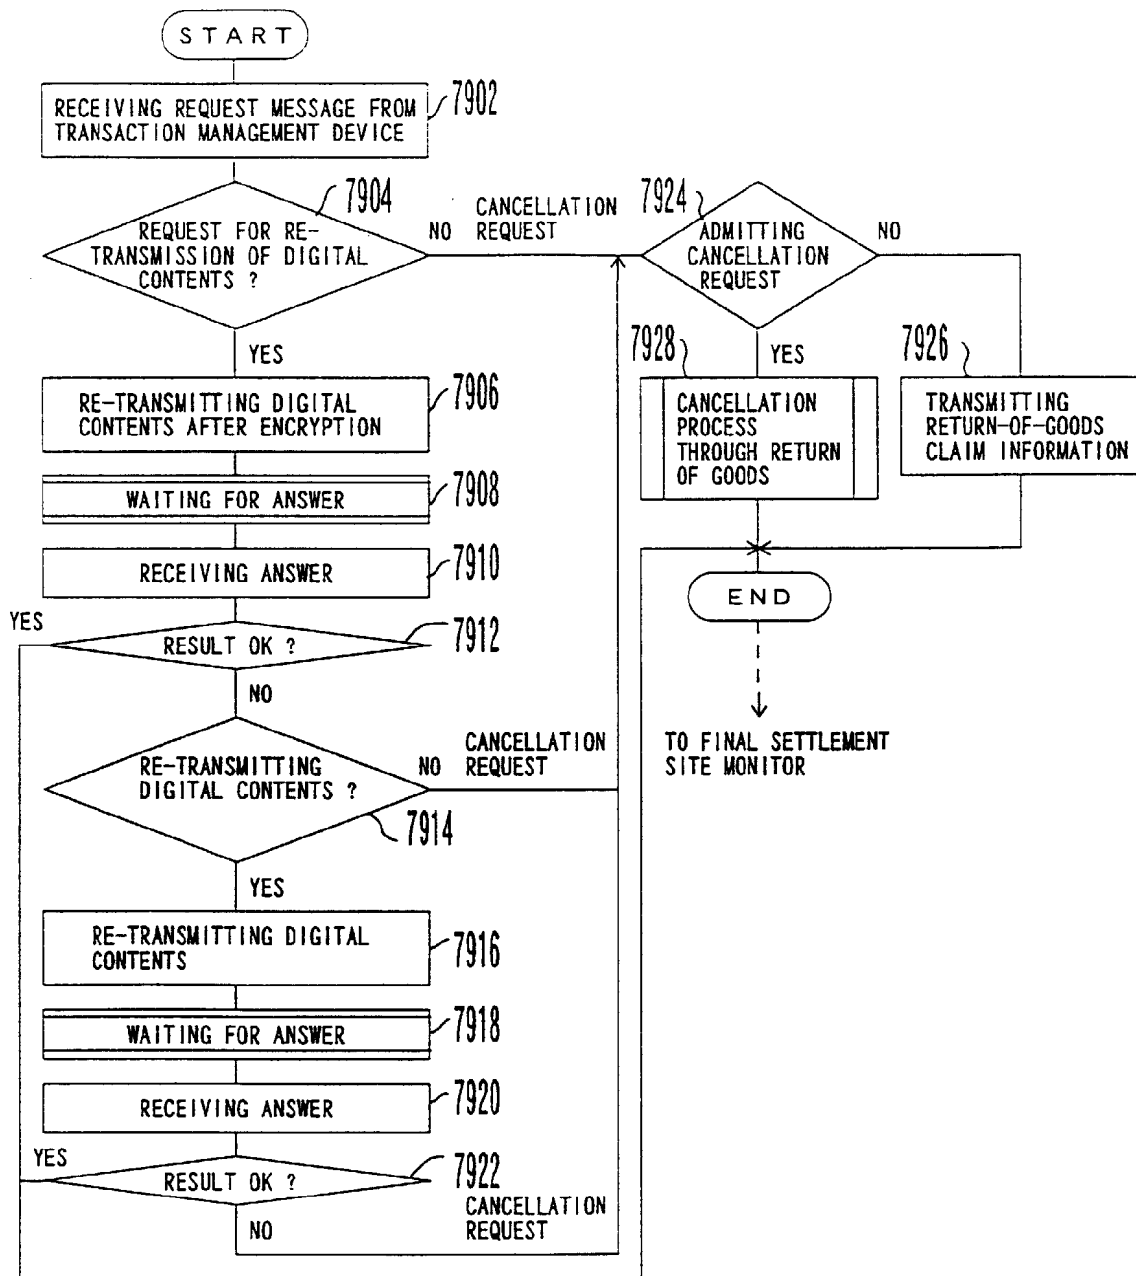 START
RECEIVING REQUEST MESSAGE FROM
TRANSACTION MANAGEMENT DEVICE
7902
REQUEST FOR RE-
TRANSMISSION OF DIGITAL
CONTENTS ?
7904
NO
CANCELLATION
REQUEST
YES
RE-TRANSMITTING DIGITAL
CONTENTS AFTER ENCRYPTION
7906
WAITING FOR ANSWER
7908
RECEIVING ANSWER
7910
YES
RESULT OK ?
7912
NO
RE-TRANSMITTING
DIGITAL CONTENTS ?
7914
NO
CANCELLATION
REQUEST
YES
RE-TRANSMITTING DIGITAL
CONTENTS
7916
WAITING FOR ANSWER
7918
RECEIVING ANSWER
7920
YES
RESULT OK ?
7922
NO
CANCELLATION
REQUEST
7924
ADMITTING
CANCELLATION
REQUEST
NO
YES
7928
CANCELLATION
PROCESS
THROUGH RETURN
OF GOODS
7926
TRANSMITTING
RETURN-OF-GOODS
CLAIM INFORMATION
END
TO FINAL SETTLEMENT
SITE MONITOR